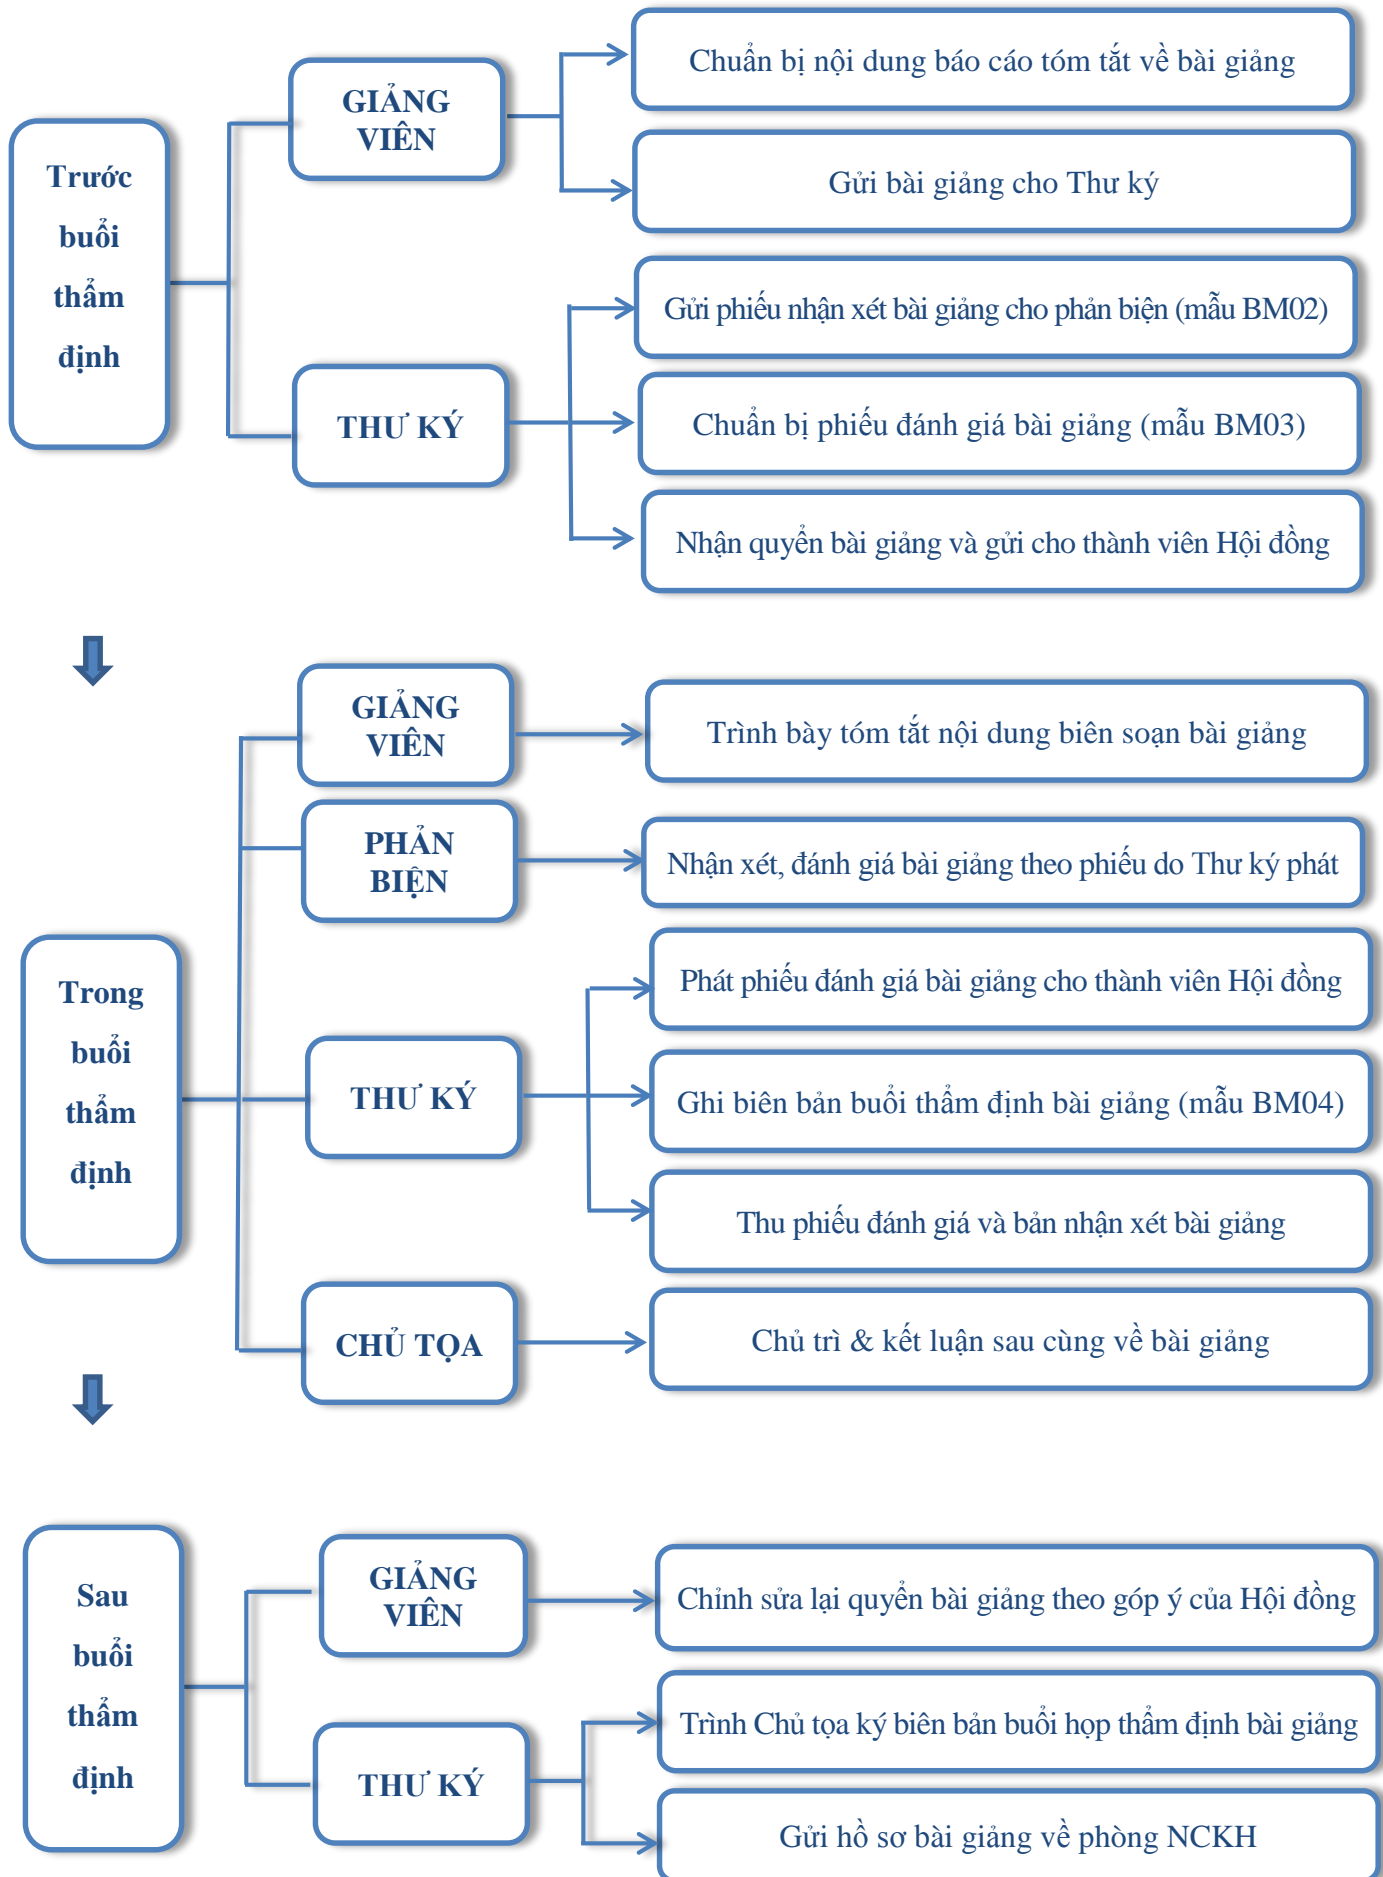 Trước
buổi
thẩm
định
GIẢNG
VIÊN
Chuẩn bị nội dung báo cáo tóm tắt về bài giảng
Gửi bài giảng cho Thư ký
THƯ KÝ
Gửi phiếu nhận xét bài giảng cho phản biện (mẫu BM02)
Chuẩn bị phiếu đánh giá bài giảng (mẫu BM03)
Nhận quyển bài giảng và gửi cho thành viên Hội đồng
Trong
buổi
thẩm
định
GIẢNG
VIÊN
Trình bày tóm tắt nội dung biên soạn bài giảng
PHẢN
BIỆN
Nhận xét, đánh giá bài giảng theo phiếu do Thư ký phát
THƯ KÝ
Phát phiếu đánh giá bài giảng cho thành viên Hội đồng
Ghi biên bản buổi thẩm định bài giảng (mẫu BM04)
Thu phiếu đánh giá và bản nhận xét bài giảng
CHỦ TỌA
Chủ trì & kết luận sau cùng về bài giảng
Sau
buổi
thẩm
định
GIẢNG
VIÊN
Chỉnh sửa lại quyển bài giảng theo góp ý của Hội đồng
THƯ KÝ
Trình Chủ tọa ký biên bản buổi họp thẩm định bài giảng
Gửi hồ sơ bài giảng về phòng NCKH